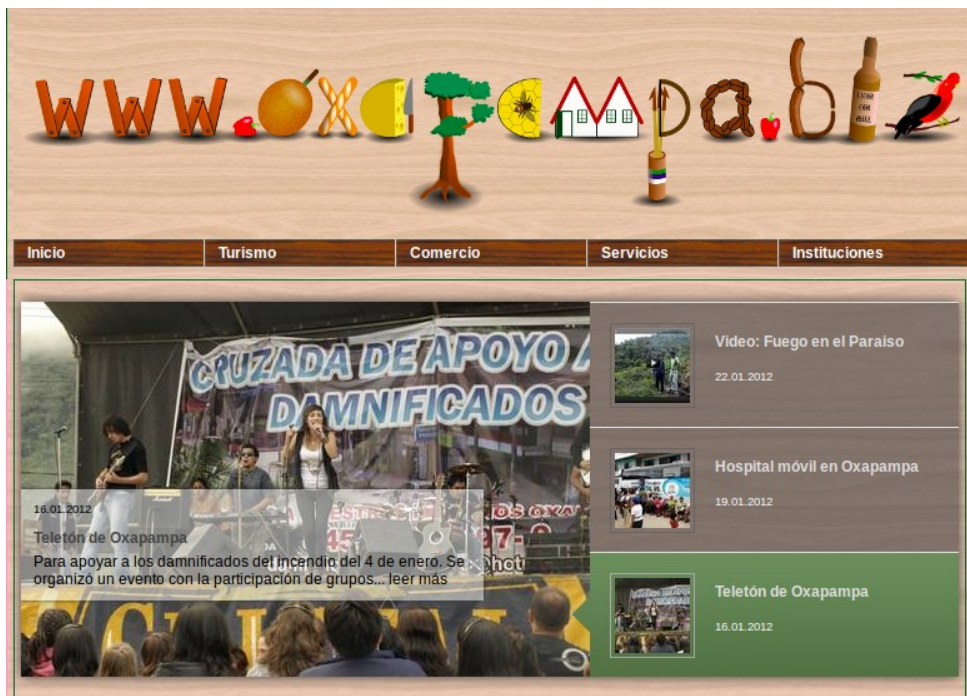 www.oxapampa.biz
LICOR
CON
MIEL
Inicio
Turismo
Comercio
Servicios
Instituciones
CRUZADA DE APOYO A
DAMNIFICADOS
16.01.2012
Teletón de Oxapampa
Para apoyar a los damnificados del incendio del 4 de enero. Se
organizó un evento con la participación de grupos... leer más
Video: Fuego en el Paraiso
22.01.2012
Hospital móvil en Oxapampa
19.01.2012
Teletón de Oxapampa
16.01.2012